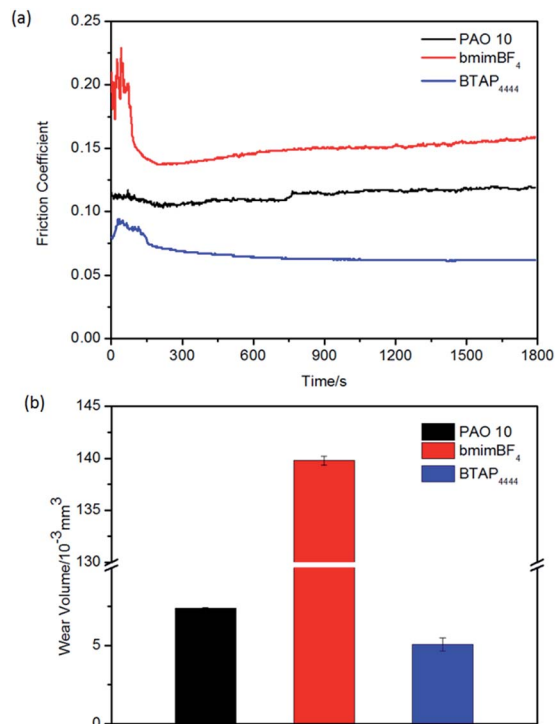 (a)
0.25
0.20
0.15
0.10
0.05
0.00
Friction Coefficient
PAO 10
bmimBF₄
BTAP₄₄₄₄
0 300 600 900 1200 1500 1800
Time/s
(b)
145
140
135
130
5
0
Wear Volume/10⁻³mm³
PAO 10
bmimBF₄
BTAP₄₄₄₄